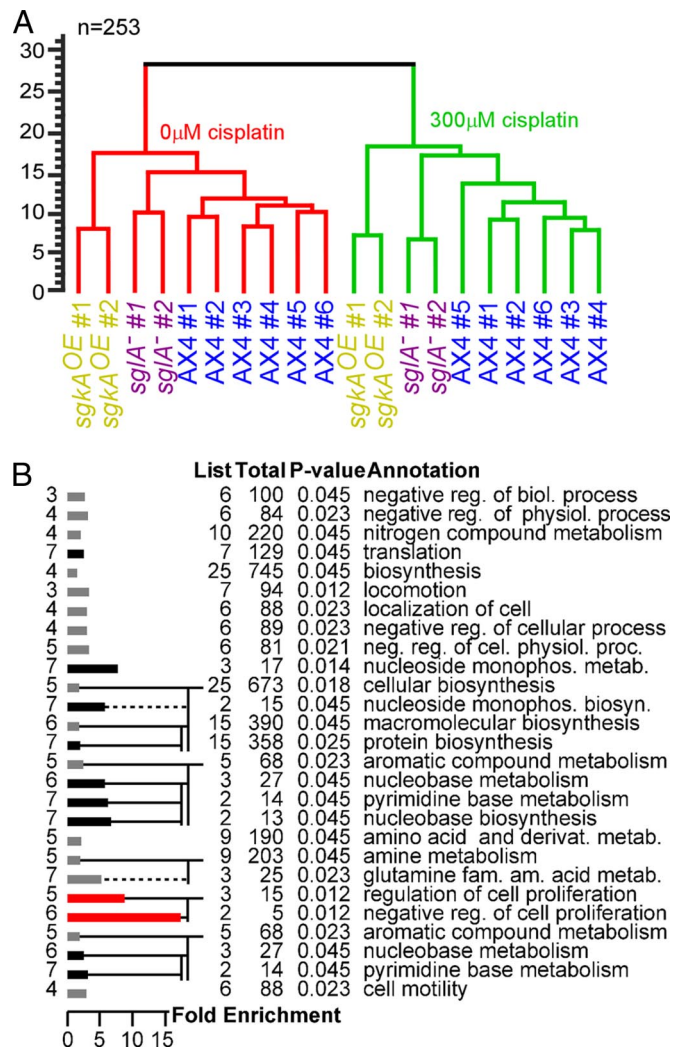 A
n=253
30
25
20
15
10
5
0
0μM cisplatin
300μM cisplatin
sgkA^OE #1
sgkA^OE #2
sglA⁻ #1
sglA⁻ #2
AX4 #1
AX4 #2
AX4 #3
AX4 #4
AX4 #5
AX4 #6
sgkA^OE #1
sgkA^OE #2
sglA⁻ #1
sglA⁻ #2
AX4 #5
AX4 #1
AX4 #2
AX4 #6
AX4 #3
AX4 #4
B
List Total P-value Annotation
3 6 100 0.045 negative reg. of biol. process
4 6 84 0.023 negative reg. of physiol. process
4 10 220 0.045 nitrogen compound metabolism
7 7 129 0.045 translation
4 25 745 0.045 biosynthesis
3 7 94 0.012 locomotion
4 6 88 0.023 localization of cell
4 6 89 0.023 negative reg. of cellular process
5 6 81 0.021 neg. reg. of cel. physiol. proc.
7 3 17 0.014 nucleoside monophos. metab.
5 25 673 0.018 cellular biosynthesis
7 2 15 0.045 nucleoside monophos. biosyn.
6 15 390 0.045 macromolecular biosynthesis
7 15 358 0.025 protein biosynthesis
5 5 68 0.023 aromatic compound metabolism
6 3 27 0.045 nucleobase metabolism
7 2 14 0.045 pyrimidine base metabolism
7 2 13 0.045 nucleobase biosynthesis
5 9 190 0.045 amino acid and derivat. metab.
5 9 203 0.045 amine metabolism
7 3 25 0.023 glutamine fam. am. acid metab.
5 3 15 0.012 regulation of cell proliferation
6 2 5 0.012 negative reg. of cell proliferation
5 5 68 0.023 aromatic compound metabolism
6 3 27 0.045 nucleobase metabolism
7 2 14 0.045 pyrimidine base metabolism
4 6 88 0.023 cell motility
Fold Enrichment
0 5 10 15